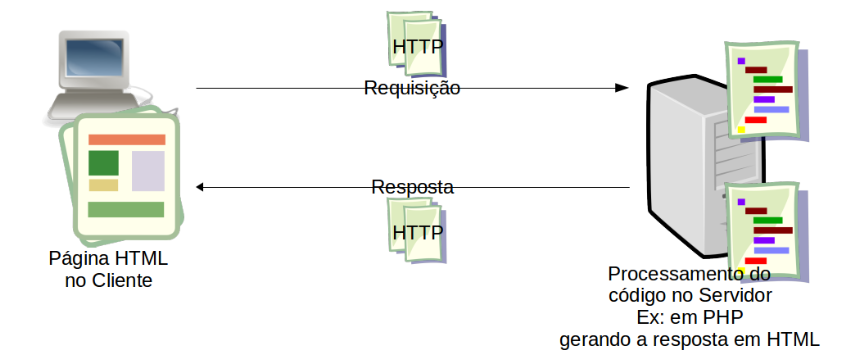 HTTP
Requisição
Resposta
HTTP
Página HTML
no Cliente
Processamento do
código no Servidor
Ex: em PHP
gerando a resposta em HTML